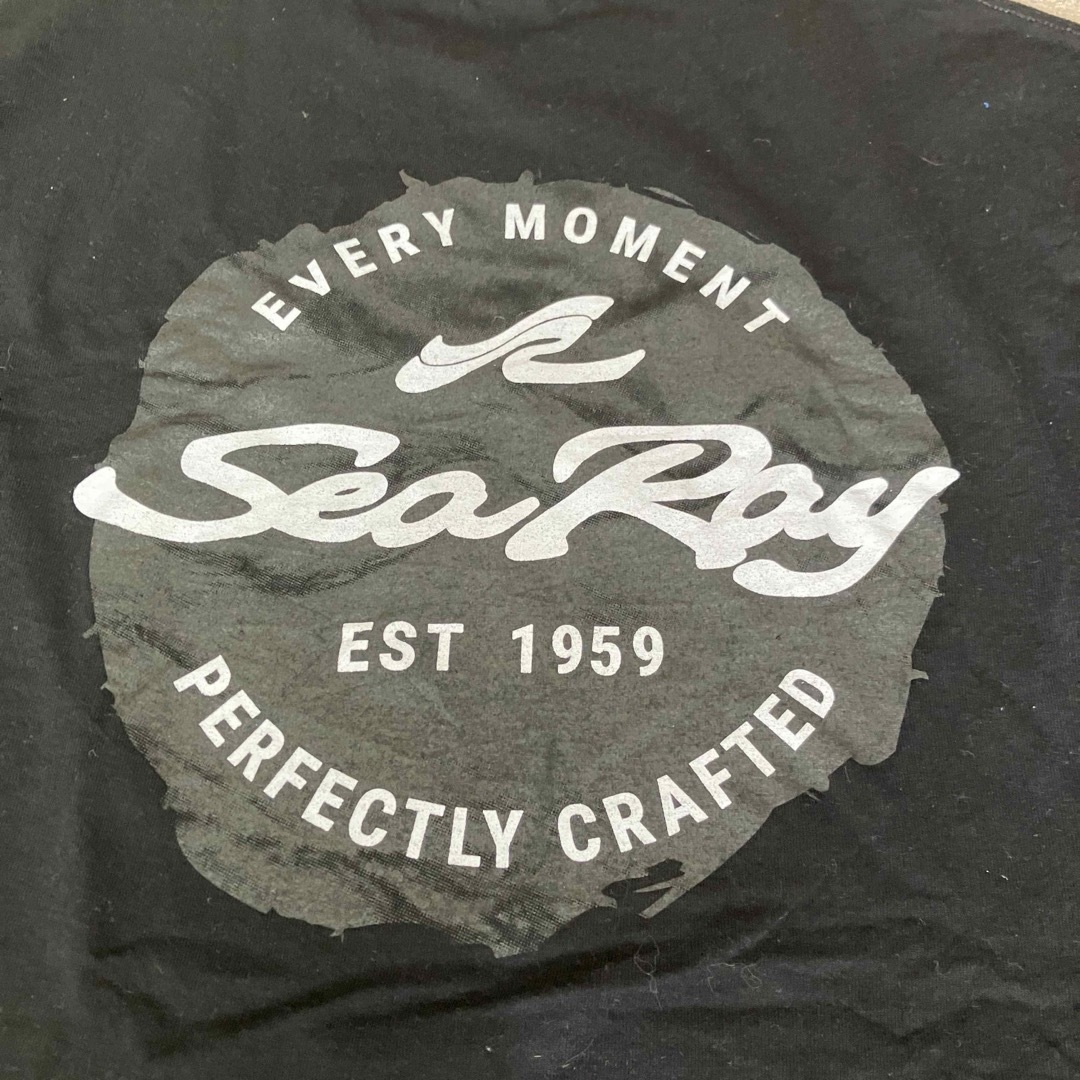 EVERY MOMENT
Sea Ray
EST 1959
PERFECTLY CRAFTED